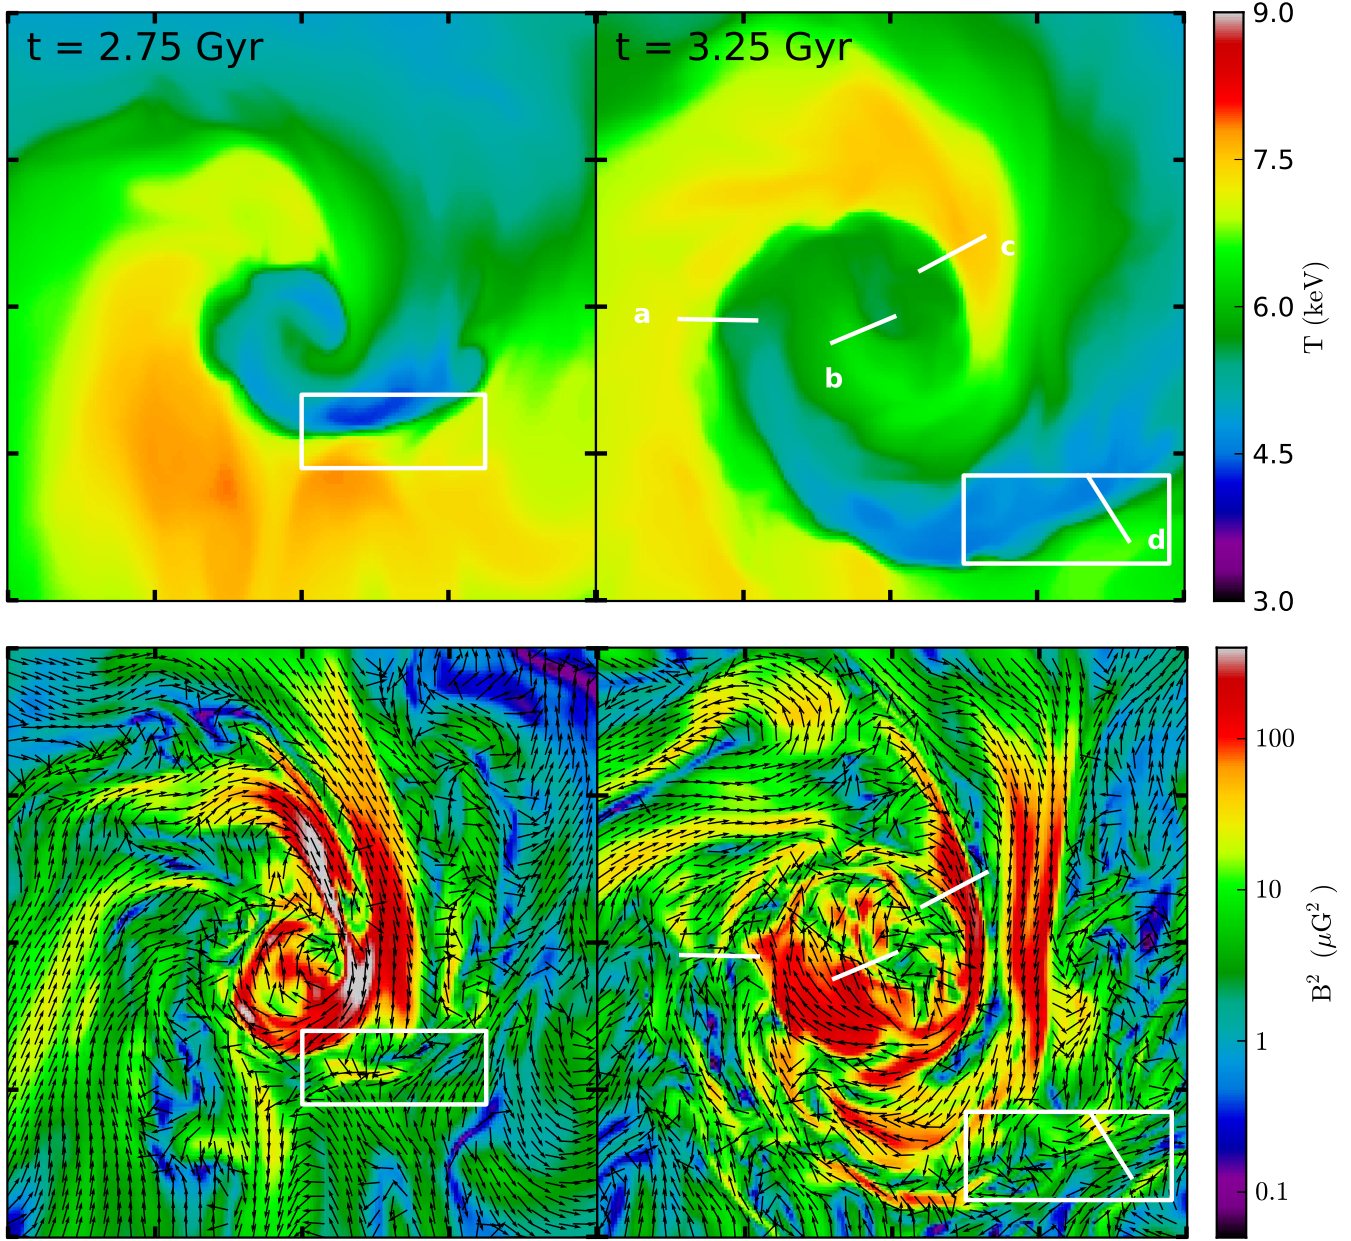 t = 2.75 Gyr
t = 3.25 Gyr
a
b
c
d
9.0
7.5
6.0
4.5
3.0
T (keV)
100
10
1
0.1
B² (μG²)